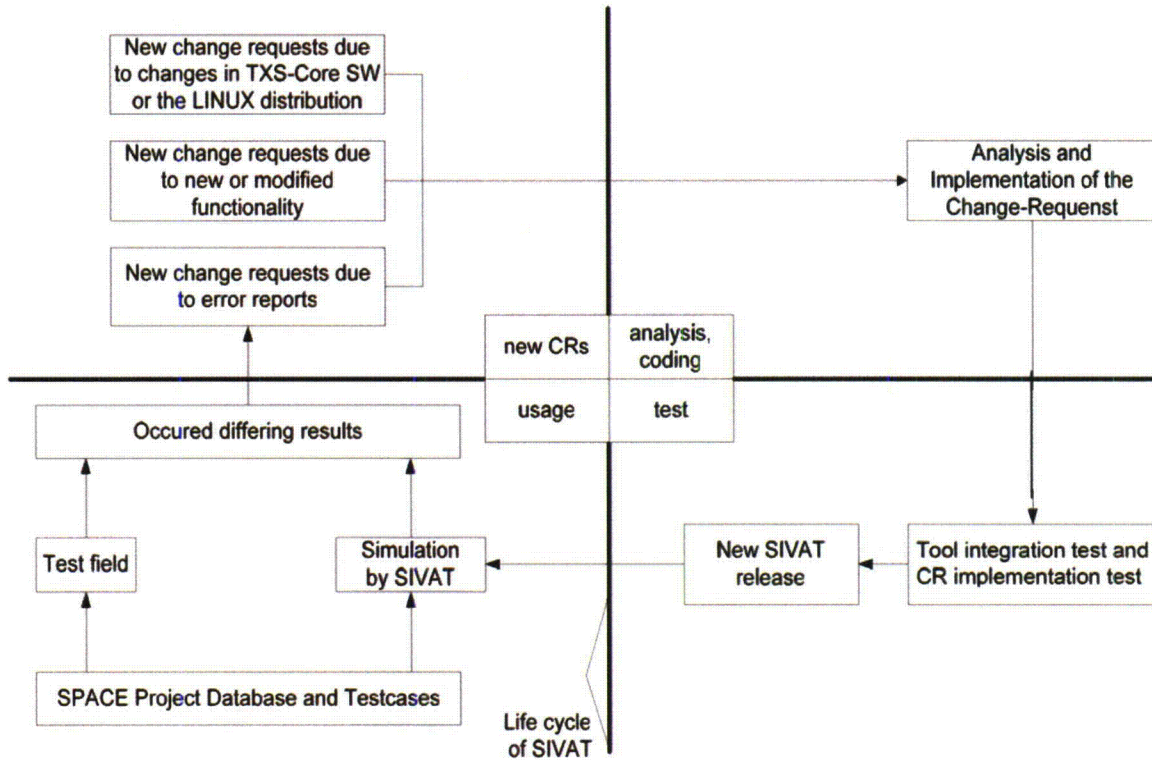 New change requests due
to changes in TXS-Core SW
or the LINUX distribution
New change requests due
to new or modified
functionality
New change requests due
to error reports
Analysis and
Implementation of the
Change-Requenst
new CRs
analysis,
coding
usage
test
Occured differing results
Test field
Simulation
by SIVAT
New SIVAT
release
Tool integration test and
CR implementation test
SPACE Project Database and Testcases
Life cycle
of SIVAT